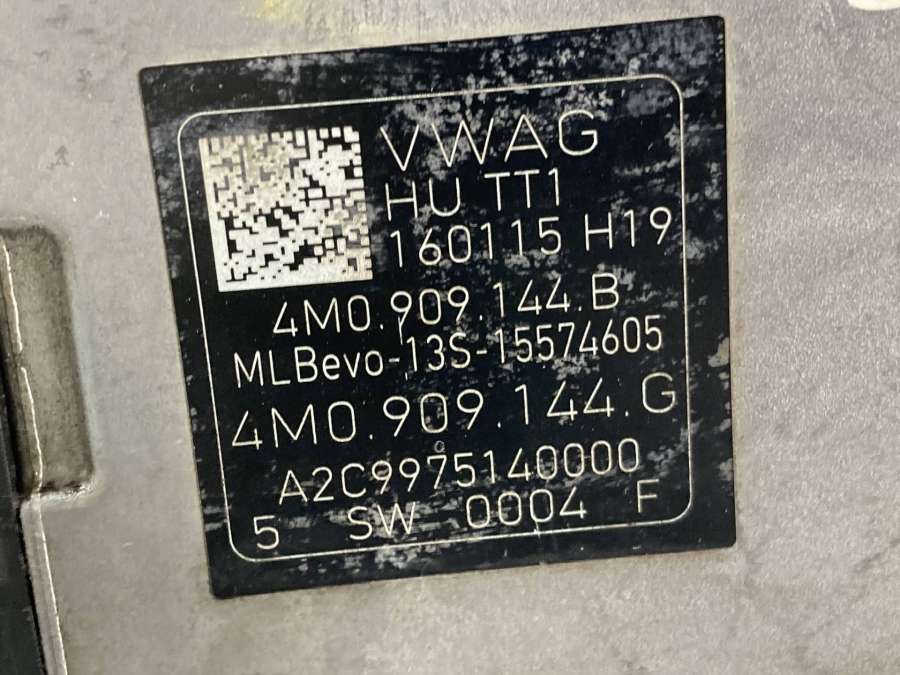 VWAG
HU TT1
160115 H19
4M0.909.144.B
MLBevo-13S-15574605
4M0.909.144.G
A2C9975140000
5 SW 0004 F